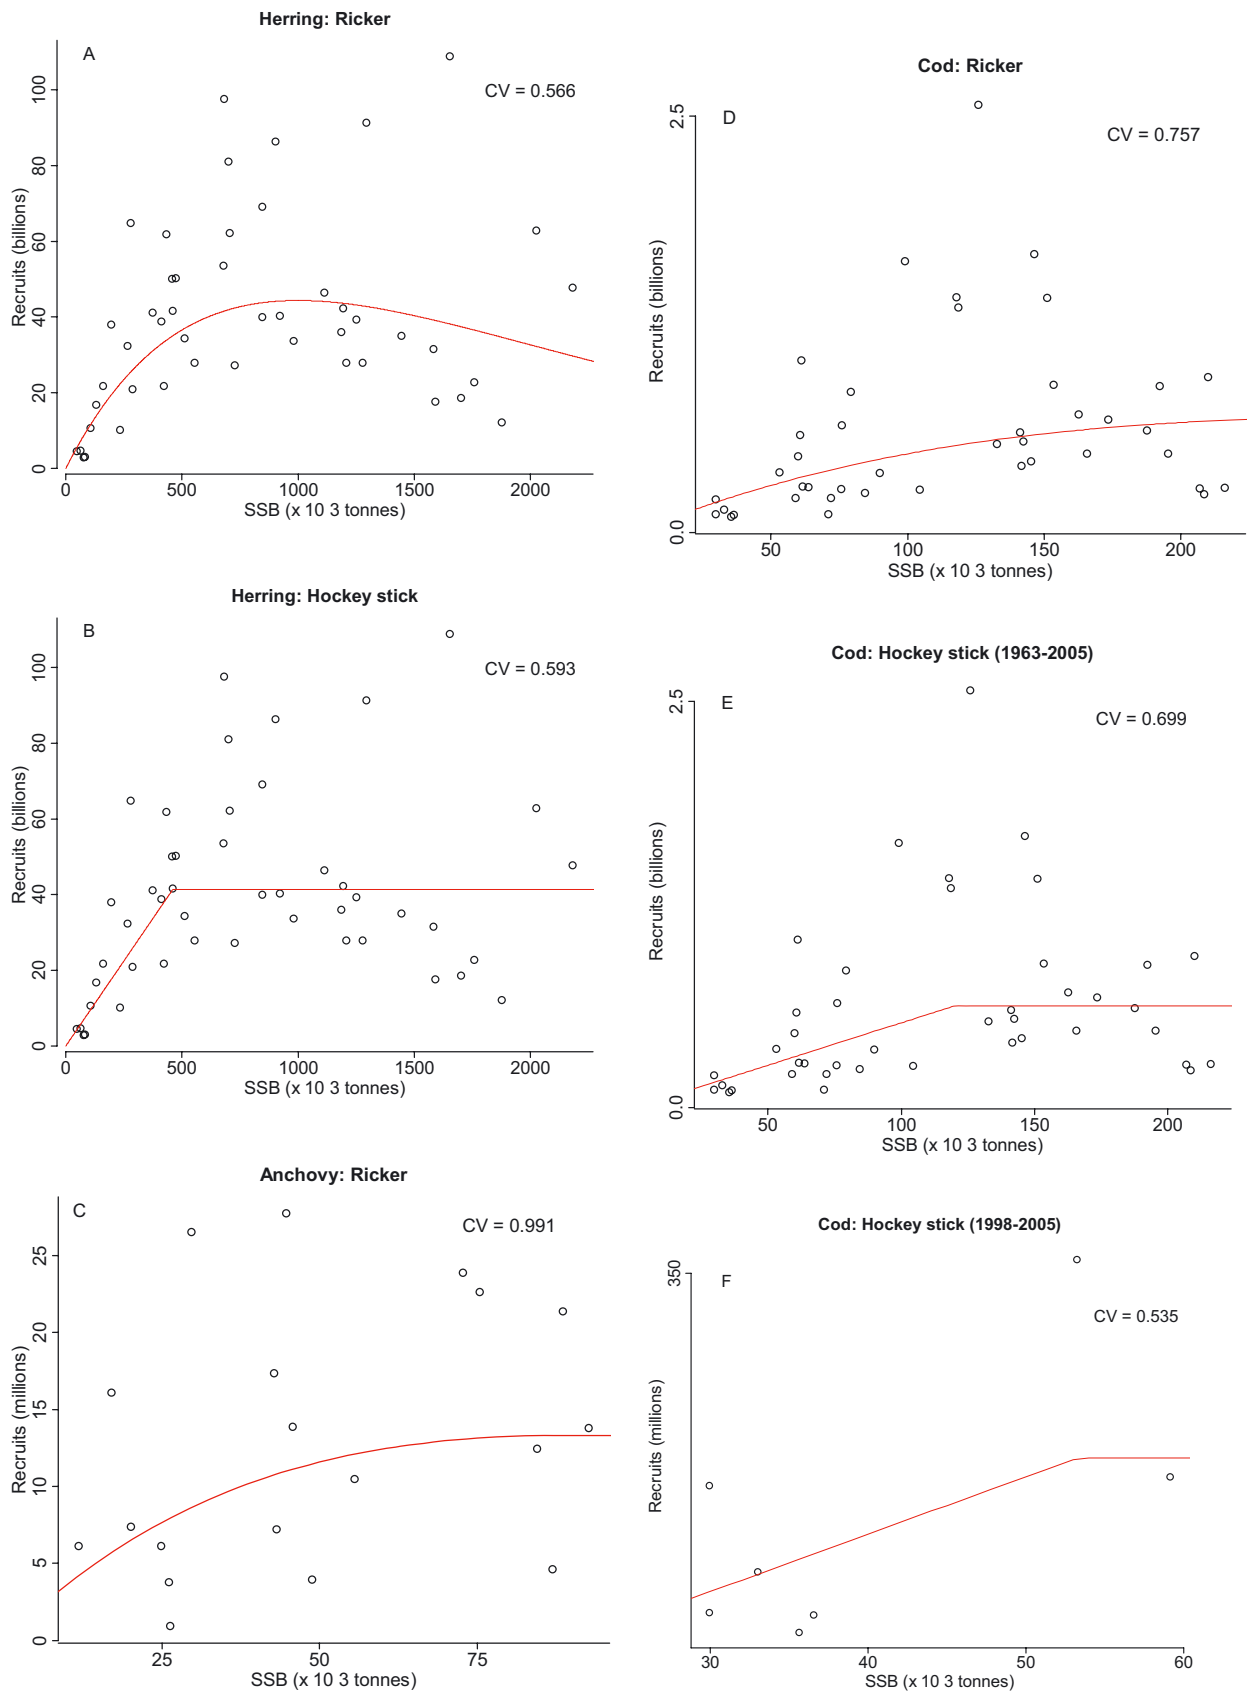 Herring: Ricker
A
CV = 0.566
Recruits (billions)
0 20 40 60 80 100
0 500 1000 1500 2000
SSB (x 10 3 tonnes)
Herring: Hockey stick
B
CV = 0.593
Recruits (billions)
0 20 40 60 80 100
0 500 1000 1500 2000
SSB (x 10 3 tonnes)
Anchovy: Ricker
C
CV = 0.991
Recruits (millions)
0 5 10 15 20 25
25 50 75
SSB (x 10 3 tonnes)
Cod: Ricker
D
CV = 0.757
Recruits (billions)
0.0 2.5
50 100 150 200
SSB (x 10 3 tonnes)
Cod: Hockey stick (1963-2005)
E
CV = 0.699
Recruits (billions)
0.0 2.5
50 100 150 200
SSB (x 10 3 tonnes)
Cod: Hockey stick (1998-2005)
F
CV = 0.535
Recruits (millions)
350
30 40 50 60
SSB (x 10 3 tonnes)